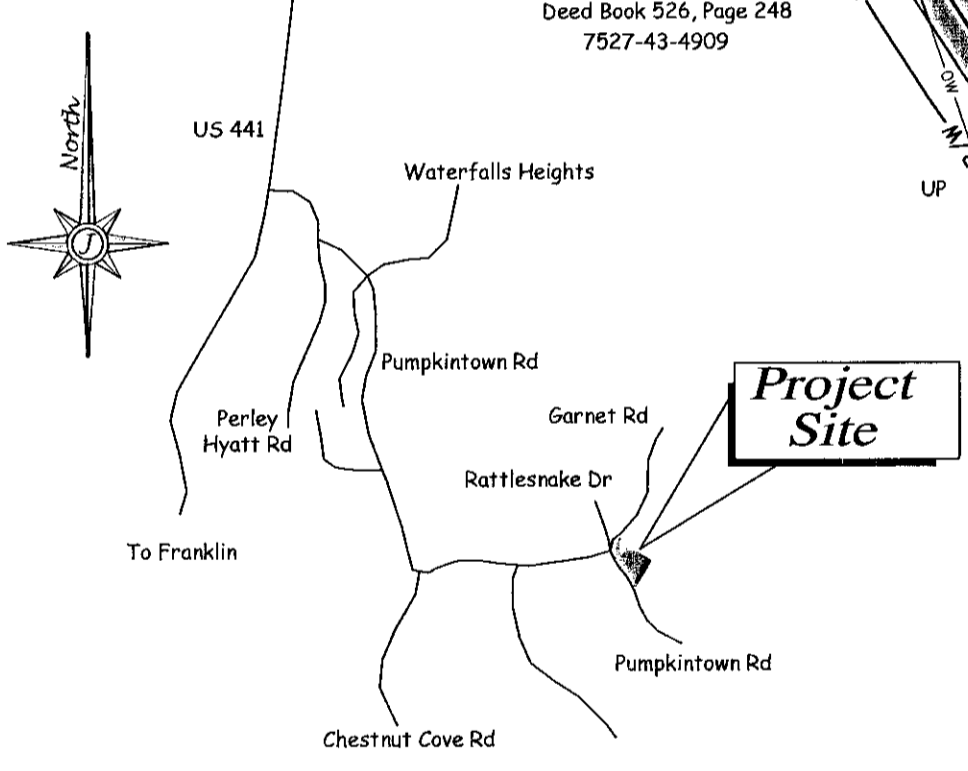 Deed Book 526, Page 248
7527-43-4909
North
US 441
OW
UP
J
Waterfalls Heights
Pumpkintown Rd
Perley
Hyatt Rd
Project
Site
Garnet Rd
Rattlesnake Dr
To Franklin
Pumpkintown Rd
Chestnut Cove Rd